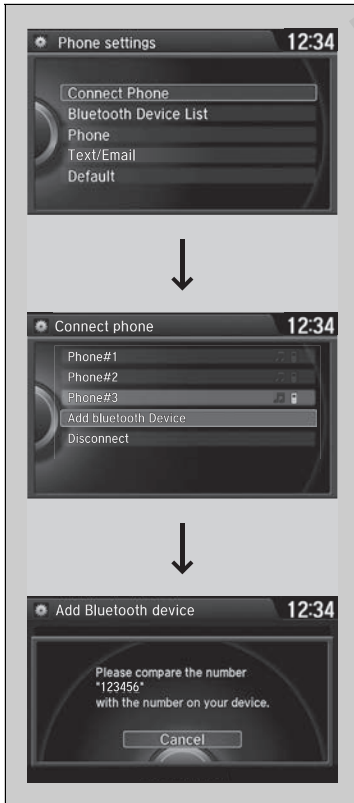 Phone settings 12:34
Connect Phone
Bluetooth Device List
Phone
Text/Email
Default
Connect phone 12:34
Phone#1
Phone#2
Phone#3
Add bluetooth Device
Disconnect
Add Bluetooth device 12:34
Please compare the number
"123456"
with the number on your device.
Cancel